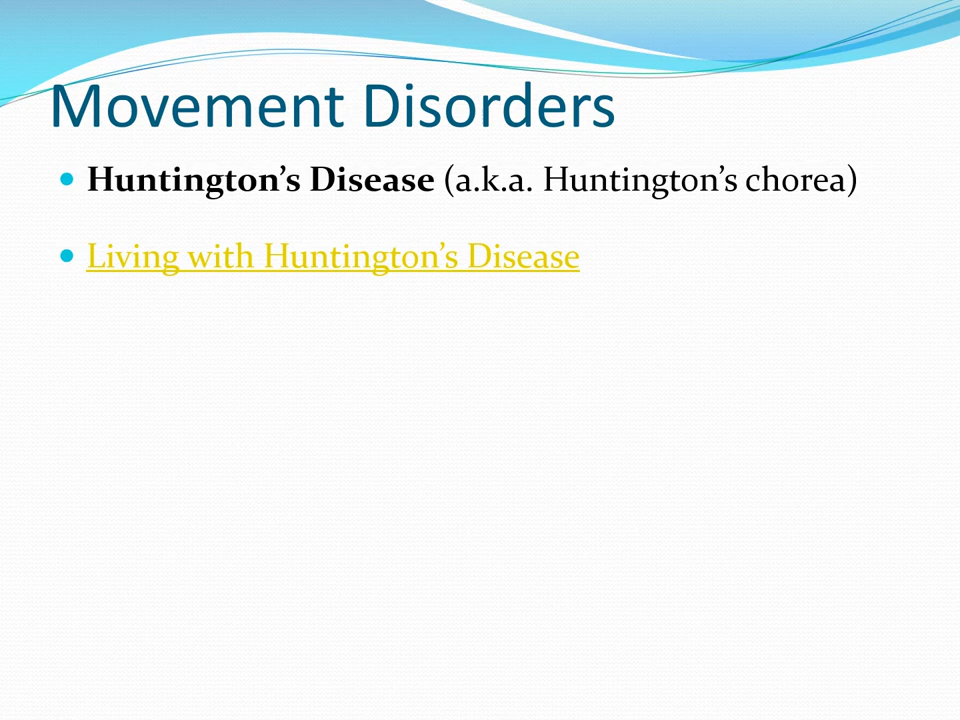 Movement Disorders
Huntington’s Disease (a.k.a. Huntington’s chorea)
Living with Huntington’s Disease